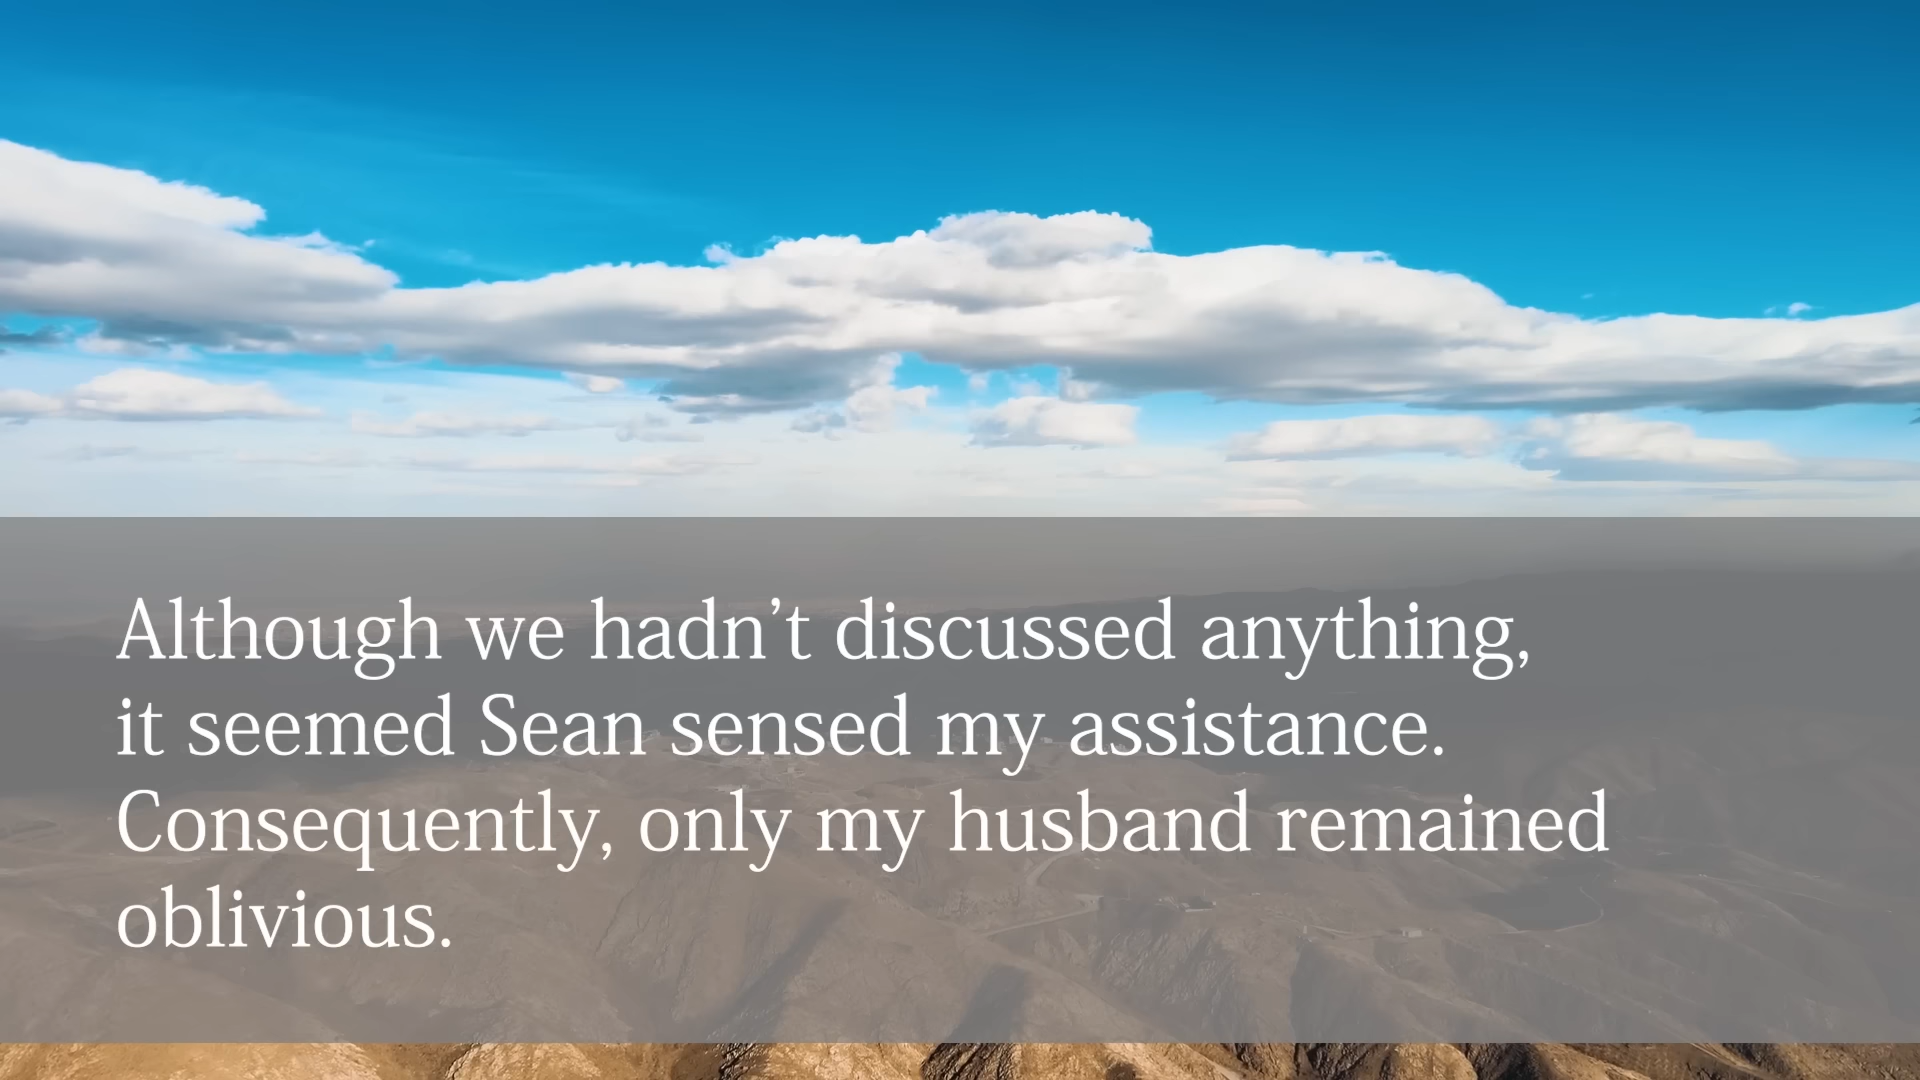 Although we hadn’t discussed anything,
it seemed Sean sensed my assistance.
Consequently, only my husband remained
oblivious.